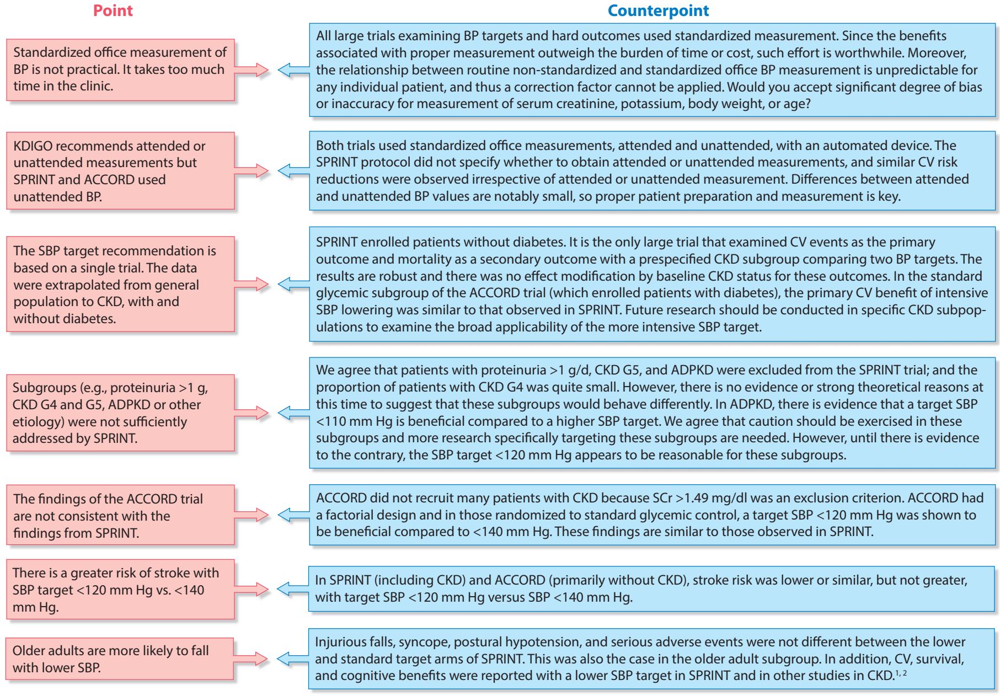 Point
Counterpoint
Standardized office measurement of
BP is not practical. It takes too much
time in the clinic.
All large trials examining BP targets and hard outcomes used standardized measurement. Since the benefits
associated with proper measurement outweigh the burden of time or cost, such effort is worthwhile. Moreover,
the relationship between routine non-standardized and standardized office BP measurement is unpredictable for
any individual patient, and thus a correction factor cannot be applied. Would you accept significant degree of bias
or inaccuracy for measurement of serum creatinine, potassium, body weight, or age?
KDIGO recommends attended or
unattended measurements but
SPRINT and ACCORD used
unattended BP.
Both trials used standardized office measurements, attended and unattended, with an automated device. The
SPRINT protocol did not specify whether to obtain attended or unattended measurements, and similar CV risk
reductions were observed irrespective of attended or unattended measurement. Differences between attended
and unattended BP values are notably small, so proper patient preparation and measurement is key.
The SBP target recommendation is
based on a single trial. The data
were extrapolated from general
population to CKD, with and
without diabetes.
SPRINT enrolled patients without diabetes. It is the only large trial that examined CV events as the primary
outcome and mortality as a secondary outcome with a prespecified CKD subgroup comparing two BP targets. The
results are robust and there was no effect modification by baseline CKD status for these outcomes. In the standard
glycemic subgroup of the ACCORD trial (which enrolled patients with diabetes), the primary CV benefit of intensive
SBP lowering was similar to that observed in SPRINT. Future research should be conducted in specific CKD subpop-
ulations to examine the broad applicability of the more intensive SBP target.
Subgroups (e.g., proteinuria >1 g,
CKD G4 and G5, ADPKD or other
etiology) were not sufficiently
addressed by SPRINT.
We agree that patients with proteinuria >1 g/d, CKD G5, and ADPKD were excluded from the SPRINT trial; and the
proportion of patients with CKD G4 was quite small. However, there is no evidence or strong theoretical reasons at
this time to suggest that these subgroups would behave differently. In ADPKD, there is evidence that a target SBP
<110 mm Hg is beneficial compared to a higher SBP target. We agree that caution should be exercised in these
subgroups and more research specifically targeting these subgroups are needed. However, until there is evidence
to the contrary, the SBP target <120 mm Hg appears to be reasonable for these subgroups.
The findings of the ACCORD trial
are not consistent with the
findings from SPRINT.
ACCORD did not recruit many patients with CKD because SCr >1.49 mg/dl was an exclusion criterion. ACCORD had
a factorial design and in those randomized to standard glycemic control, a target SBP <120 mm Hg was shown to
be beneficial compared to <140 mm Hg. These findings are similar to those observed in SPRINT.
There is a greater risk of stroke with
SBP target <120 mm Hg vs. <140
mm Hg.
In SPRINT (including CKD) and ACCORD (primarily without CKD), stroke risk was lower or similar, but not greater,
with target SBP <120 mm Hg versus SBP <140 mm Hg.
Older adults are more likely to fall
with lower SBP.
Injurious falls, syncope, postural hypotension, and serious adverse events were not different between the lower
and standard target arms of SPRINT. This was also the case in the older adult subgroup. In addition, CV, survival,
and cognitive benefits were reported with a lower SBP target in SPRINT and in other studies in CKD.1, 2